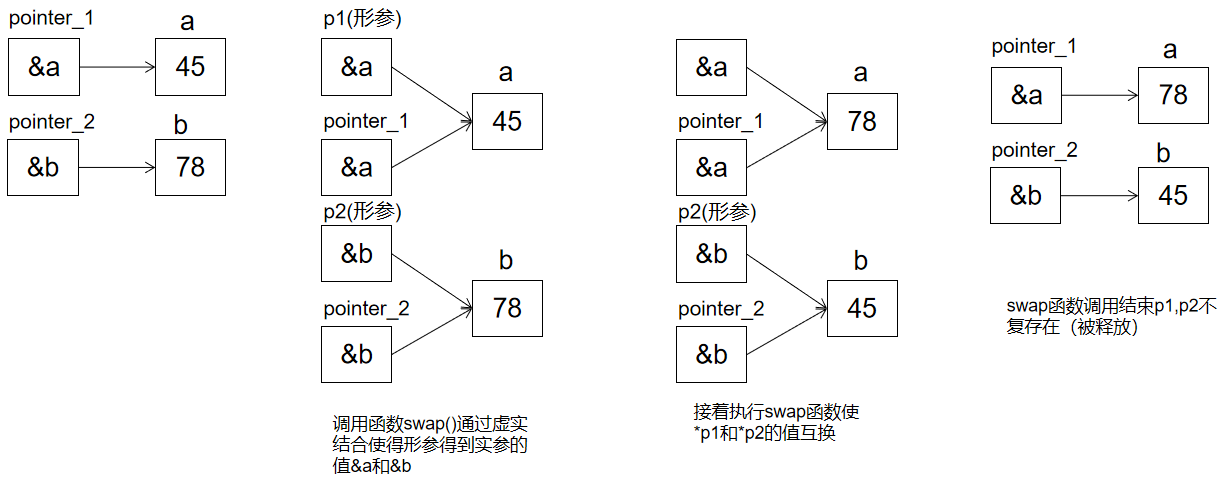 pointer_1
a
&a
45
pointer_2
b
&b
78
p1(形参)
&a
a
45
pointer_1
&a
p2(形参)
&b
b
78
pointer_2
&b
调用函数swap()通过虚实
结合使得形参得到实参的
值&a和&b
&a
a
78
pointer_1
&a
p2(形参)
&b
b
45
pointer_2
&b
接着执行swap函数使
*p1和*p2的值互换
pointer_1
a
&a
78
pointer_2
b
&b
45
swap函数调用结束p1,p2不
复存在（被释放）